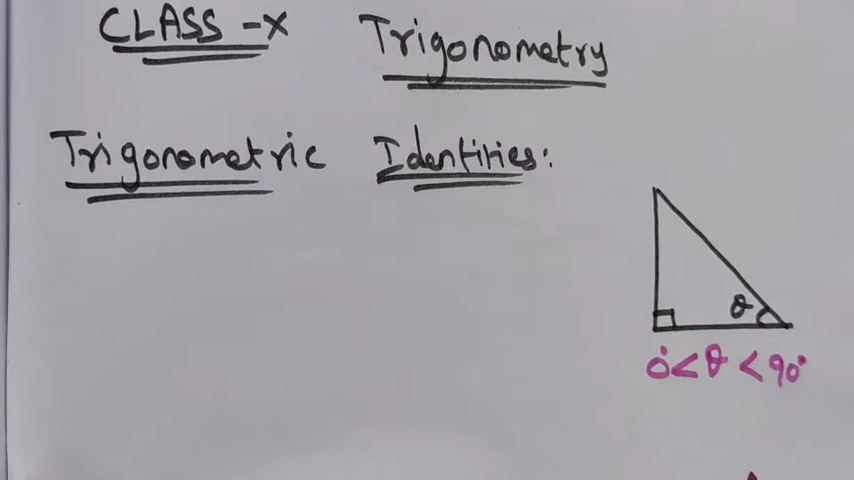 CLASS -X Trigonometry
Trigonometric Identities:
θ
0°<θ<90°